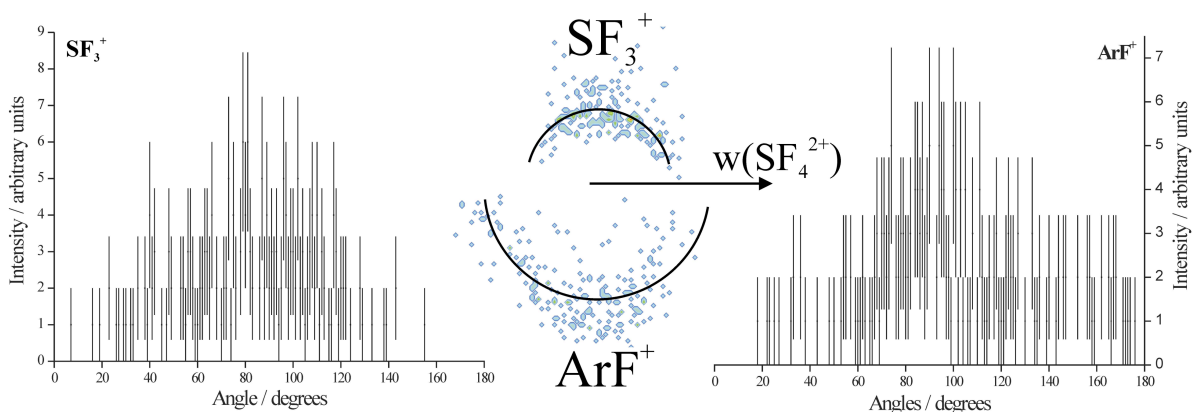 SF₃⁺
Intensity / arbitrary units
9
8
7
6
5
4
3
2
1
0
0 20 40 60 80 100 120 140 160 180
Angle / degrees
SF₃⁺
w(SF₄²⁺)
ArF⁺
ArF⁺
7
6
5
4
3
2
1
0
Intensity / arbitrary units
0 20 40 60 80 100 120 140 160 180
Angles / degrees